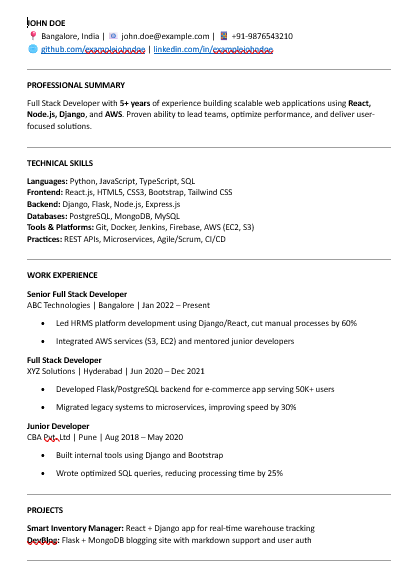 JOHN DOE
📍 Bangalore, India | 📧 john.doe@example.com | 📱 +91-9876543210
🌐 github.com/examplejohndoe | linkedin.com/in/examplejohndoe
PROFESSIONAL SUMMARY
Full Stack Developer with 5+ years of experience building scalable web applications using React,
Node.js, Django, and AWS. Proven ability to lead teams, optimize performance, and deliver user-
focused solutions.
TECHNICAL SKILLS
Languages: Python, JavaScript, TypeScript, SQL
Frontend: React.js, HTML5, CSS3, Bootstrap, Tailwind CSS
Backend: Django, Flask, Node.js, Express.js
Databases: PostgreSQL, MongoDB, MySQL
Tools & Platforms: Git, Docker, Jenkins, Firebase, AWS (EC2, S3)
Practices: REST APIs, Microservices, Agile/Scrum, CI/CD
WORK EXPERIENCE
Senior Full Stack Developer
ABC Technologies | Bangalore | Jan 2022 – Present
• Led HRMS platform development using Django/React, cut manual processes by 60%
• Integrated AWS services (S3, EC2) and mentored junior developers
Full Stack Developer
XYZ Solutions | Hyderabad | Jun 2020 – Dec 2021
• Developed Flask/PostgreSQL backend for e-commerce app serving 50K+ users
• Migrated legacy systems to microservices, improving speed by 30%
Junior Developer
CBA Pvt. Ltd | Pune | Aug 2018 – May 2020
• Built internal tools using Django and Bootstrap
• Wrote optimized SQL queries, reducing processing time by 25%
PROJECTS
Smart Inventory Manager: React + Django app for real-time warehouse tracking
DevBlog: Flask + MongoDB blogging site with markdown support and user auth